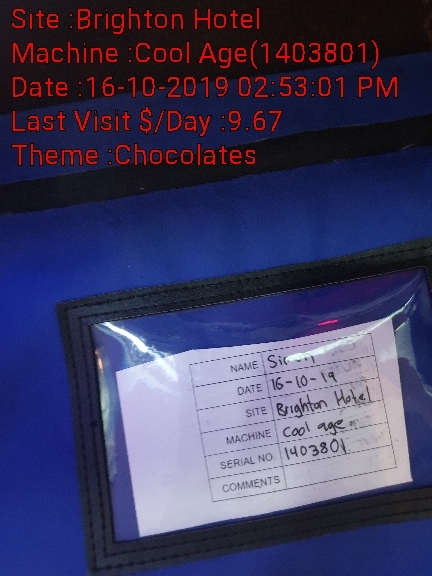 Site :Brighton Hotel
Machine :Cool Age(1403801)
Date :16-10-2019 02:53:01 PM
Last Visit $/Day :9.67
Theme :Chocolates
NAME
DATE 16-10-19
SITE Brighton Hotel
MACHINE Cool age
SERIAL NO 1403801
COMMENTS